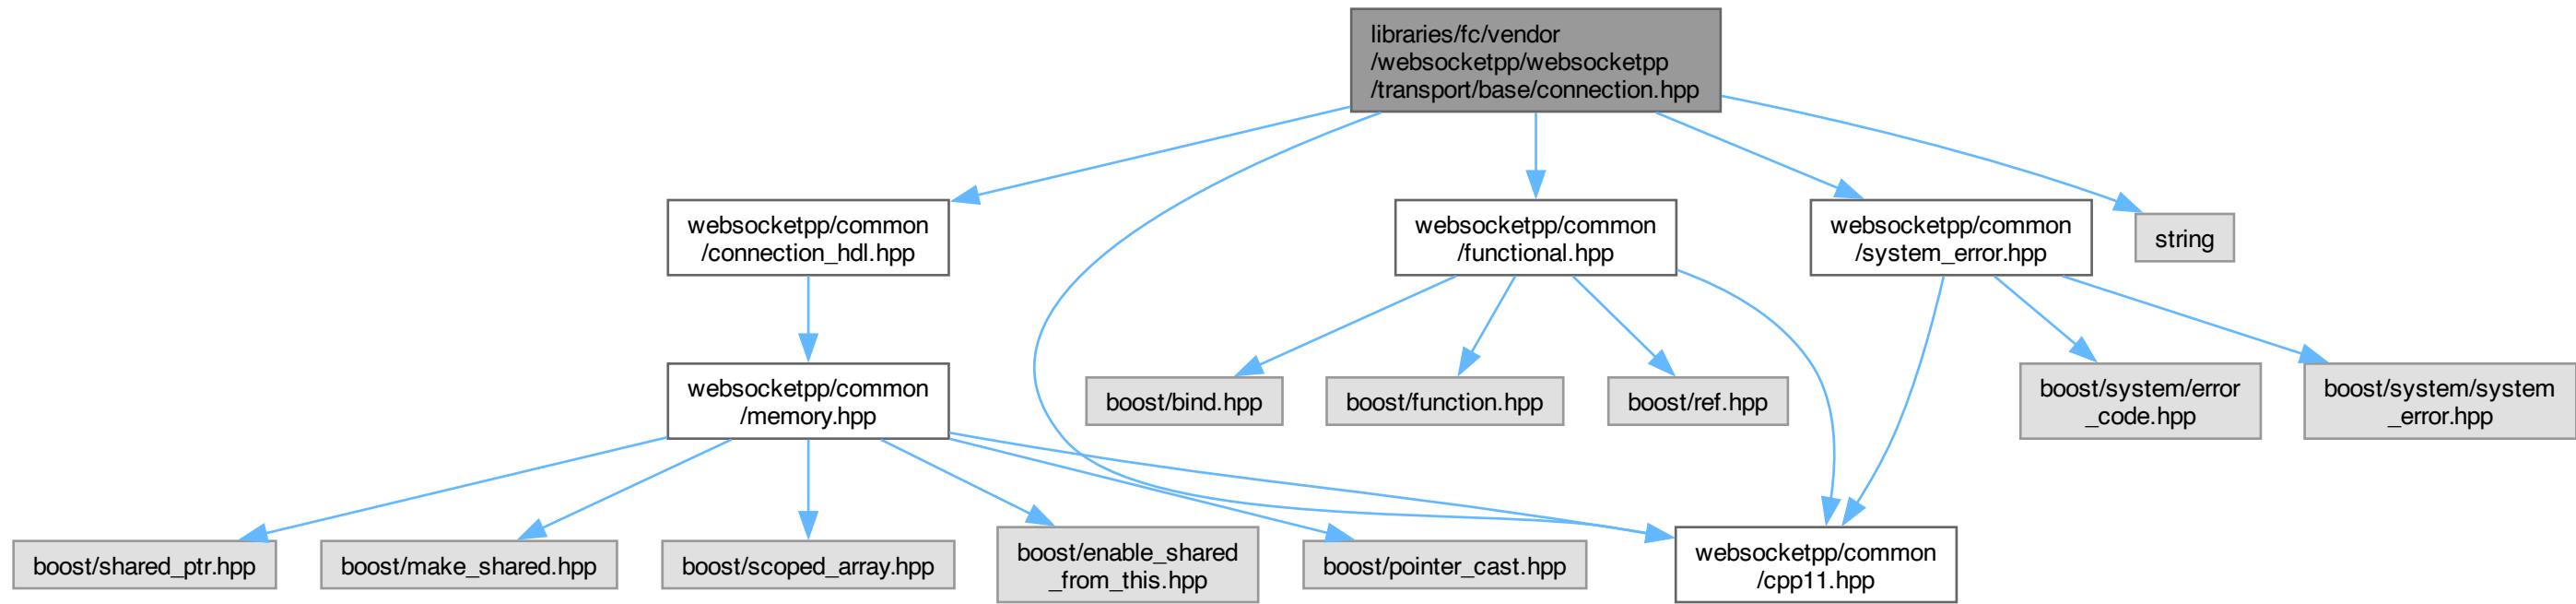 libraries/fc/vendor
/websocketpp/websocketpp
/transport/base/connection.hpp
websocketpp/common
/connection_hdl.hpp
websocketpp/common
/functional.hpp
websocketpp/common
/system_error.hpp
string
websocketpp/common
/memory.hpp
boost/bind.hpp
boost/function.hpp
boost/ref.hpp
boost/system/error
_code.hpp
boost/system/system
_error.hpp
boost/shared_ptr.hpp
boost/make_shared.hpp
boost/scoped_array.hpp
boost/enable_shared
_from_this.hpp
boost/pointer_cast.hpp
websocketpp/common
/cpp11.hpp